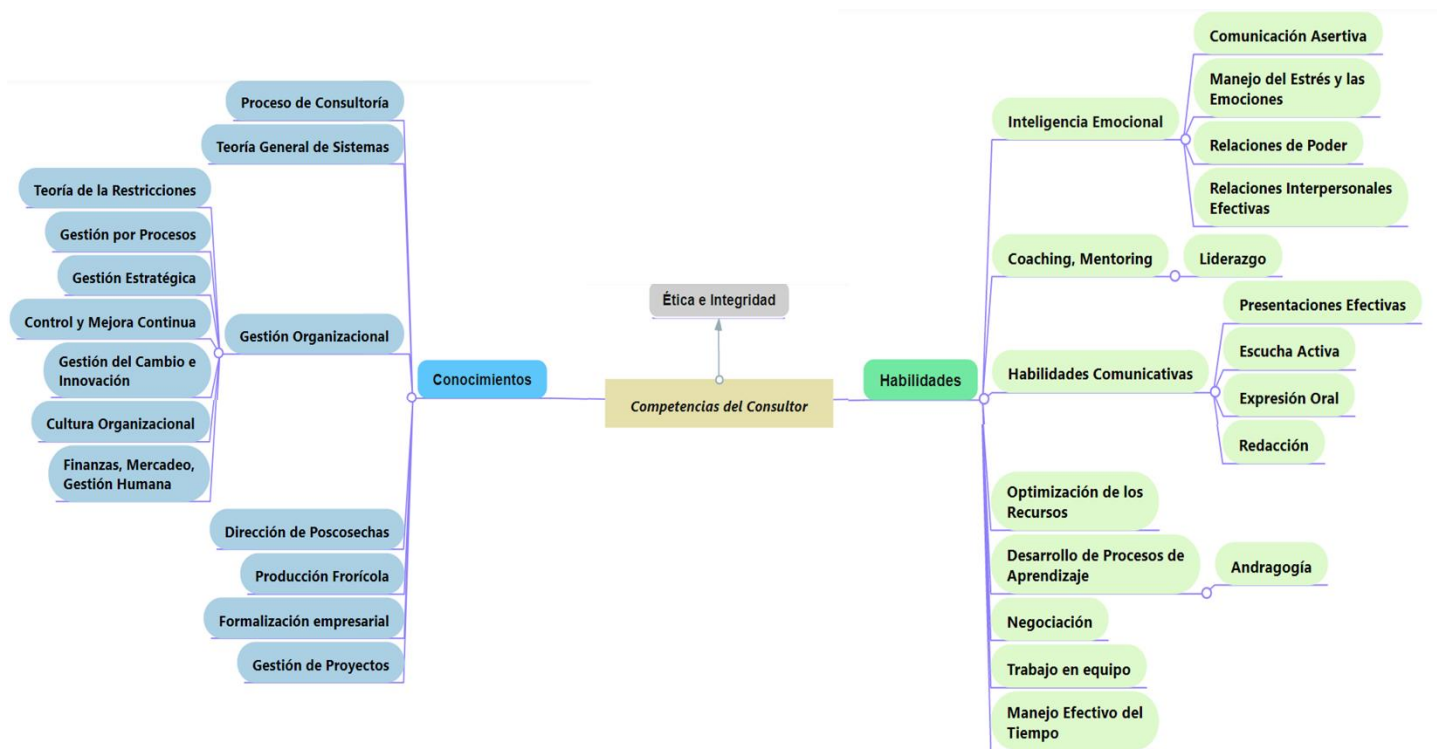 Proceso de Consultoría
Teoría General de Sistemas
Teoría de la Restricciones
Gestión por Procesos
Gestión Estratégica
Control y Mejora Continua
Gestión del Cambio e
Innovación
Cultura Organizacional
Finanzas, Mercadeo,
Gestión Humana
Gestión Organizacional
Dirección de Poscosechas
Producción Frorícola
Formalización empresarial
Gestión de Proyectos
Conocimientos
Ética e Integridad
Competencias del Consultor
Habilidades
Inteligencia Emocional
Comunicación Asertiva
Manejo del Estrés y las
Emociones
Relaciones de Poder
Relaciones Interpersonales
Efectivas
Coaching, Mentoring
Liderazgo
Habilidades Comunicativas
Presentaciones Efectivas
Escucha Activa
Expresión Oral
Redacción
Optimización de los
Recursos
Desarrollo de Procesos de
Aprendizaje
Andragogía
Negociación
Trabajo en equipo
Manejo Efectivo del
Tiempo